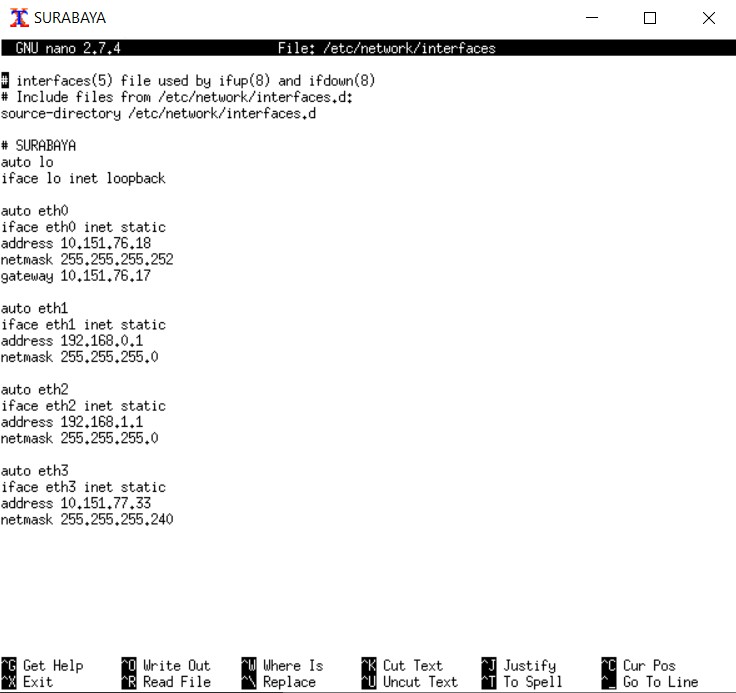 SURABAYA
GNU nano 2.7.4 File: /etc/network/interfaces
# interfaces(5) file used by ifup(8) and ifdown(8)
# Include files from /etc/network/interfaces.d:
source-directory /etc/network/interfaces.d
# SURABAYA
auto lo
iface lo inet loopback
auto eth0
iface eth0 inet static
address 10.151.76.18
netmask 255.255.255.252
gateway 10.151.76.17
auto eth1
iface eth1 inet static
address 192.168.0.1
netmask 255.255.255.0
auto eth2
iface eth2 inet static
address 192.168.1.1
netmask 255.255.255.0
auto eth3
iface eth3 inet static
address 10.151.77.33
netmask 255.255.255.240
^G Get Help ^O Write Out ^W Where Is ^K Cut Text ^J Justify ^C Cur Pos
^X Exit ^R Read File ^\ Replace ^U Uncut Text ^T To Spell ^_ Go To Line